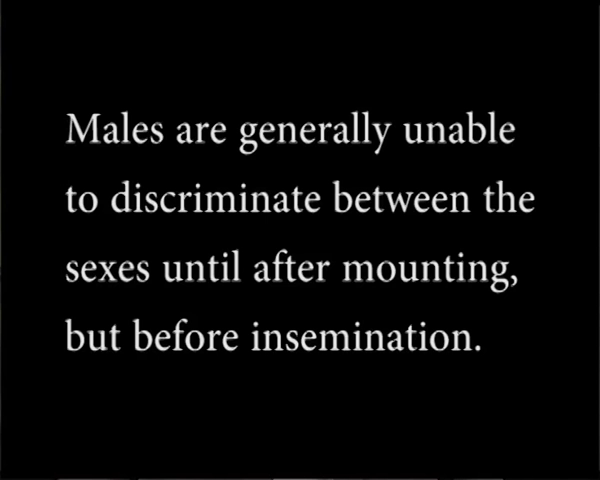 Males are generally unable
to discriminate between the
sexes until after mounting,
but before insemination.